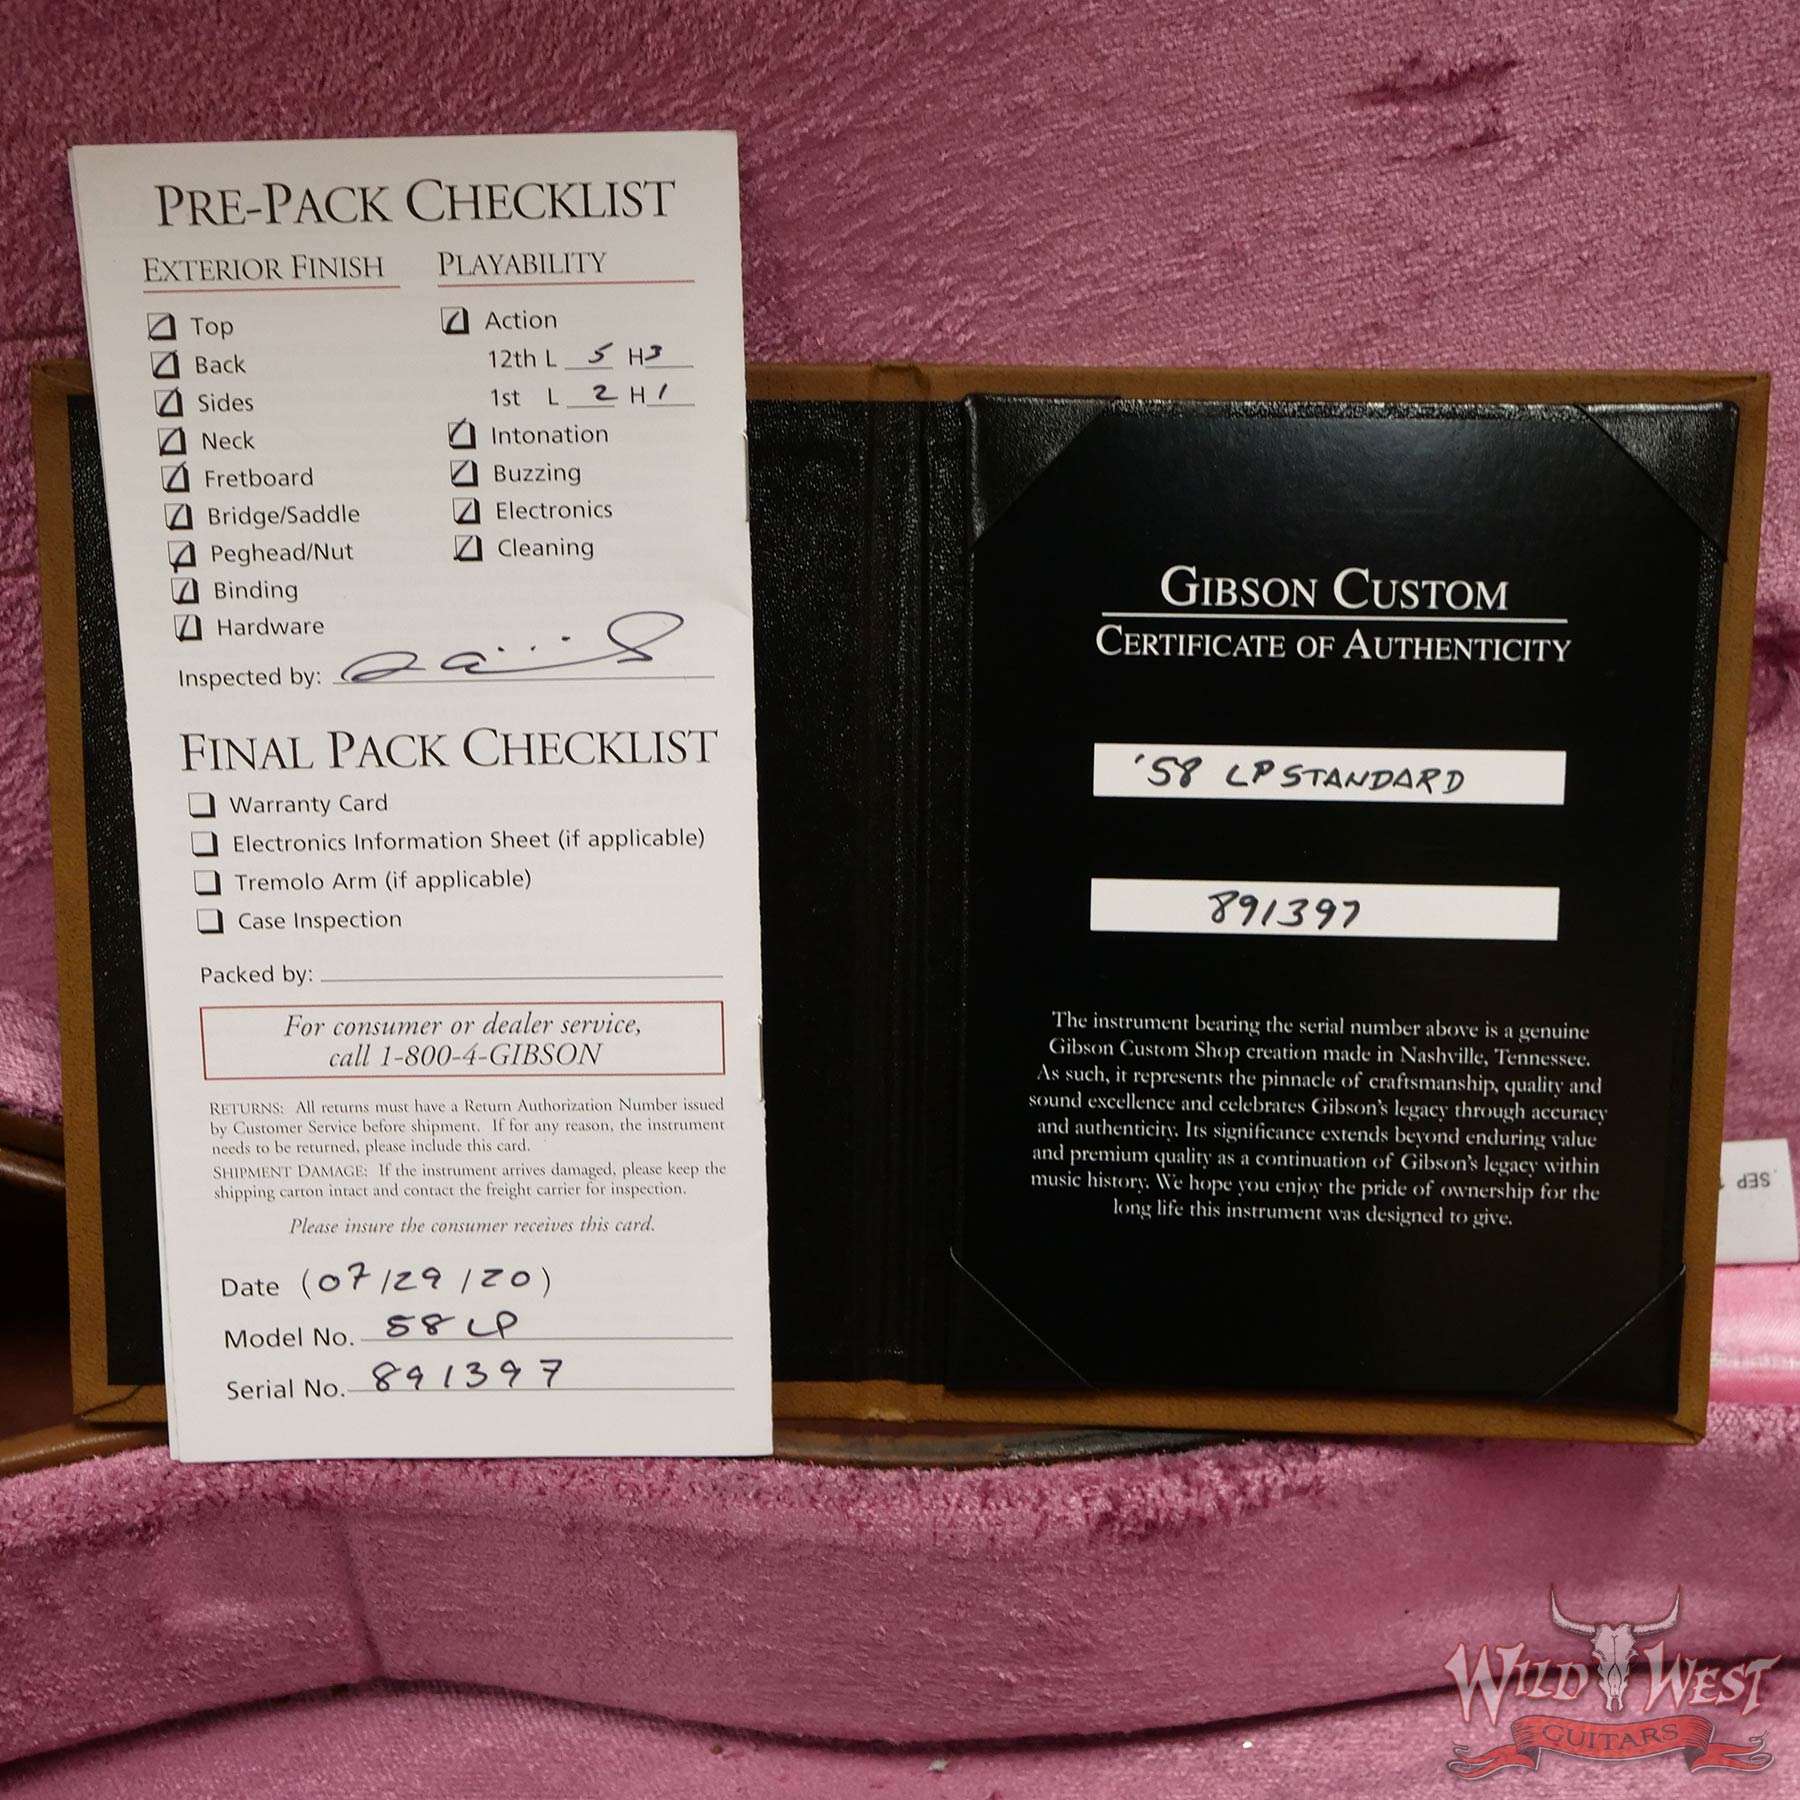 PRE-PACK CHECKLIST
EXTERIOR FINISH
Top
Back
Sides
Neck
Fretboard
Bridge/Saddle
Peghead/Nut
Binding
Hardware
PLAYABILITY
Action
12th L 5 H 3
1st L 2 H 1
Intonation
Buzzing
Electronics
Cleaning
Inspected by:
FINAL PACK CHECKLIST
Warranty Card
Electronics Information Sheet (if applicable)
Tremolo Arm (if applicable)
Case Inspection
Packed by:
For consumer or dealer service,
call 1-800-4-GIBSON
RETURNS: All returns must have a Return Authorization Number issued
by Customer Service before shipment. If for any reason, the instrument
needs to be returned, please include this card.
SHIPMENT DAMAGE: If the instrument arrives damaged, please keep the
shipping carton intact and contact the freight carrier for inspection.
Please insure the consumer receives this card.
Date (07/29/20)
Model No. 58 LP
Serial No. 891397
GIBSON CUSTOM
CERTIFICATE OF AUTHENTICITY
'58 LP STANDARD
891397
The instrument bearing the serial number above is a genuine
Gibson Custom Shop creation made in Nashville, Tennessee.
As such, it represents the pinnacle of craftsmanship, quality and
sound excellence and celebrates Gibson's legacy through accuracy
and authenticity. Its significance extends beyond enduring value
and premium quality as a continuation of Gibson's legacy within
music history. We hope you enjoy the pride of ownership for the
long life this instrument was designed to give.
SEP
WILD WEST
GUITARS